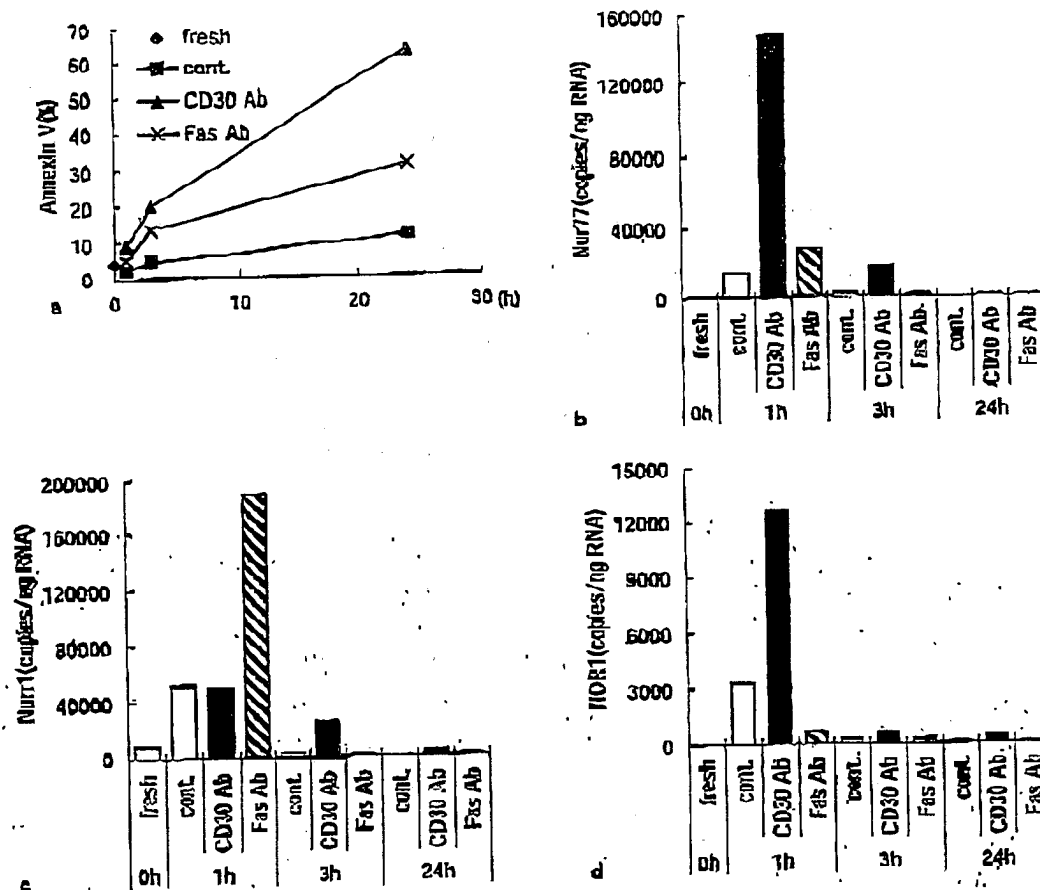 70
60
50
40
30
20
10
0
Annexin V(%)
fresh
cont.
CD30 Ab
Fas Ab
0 10 20 30 (h)
a
160000
120000
80000
40000
0
Nur77(copies/ng RNA)
fresh cont CD30 Ab Fas Ab cont. CD30 Ab Fas Ab. cont. CD30 Ab Fas Ab
0h 1h 3h 24h
b
200000
160000
120000
80000
40000
0
Nurr1(copies/ng RNA)
fresh cont. CD30 Ab Fas Ab cont CD30 Ab Fas Ab cont. CD30 Ab Fas Ab
0h 1h 3h 24h
c
15000
12000
9000
6000
3000
0
NOR1(copies/ng RNA)
fresh cont CD30 Ab Fas Ab cont. CD30 Ab Fas Ab cont CD30 Ab Fas Ab
0h 1h 3h 24h
d